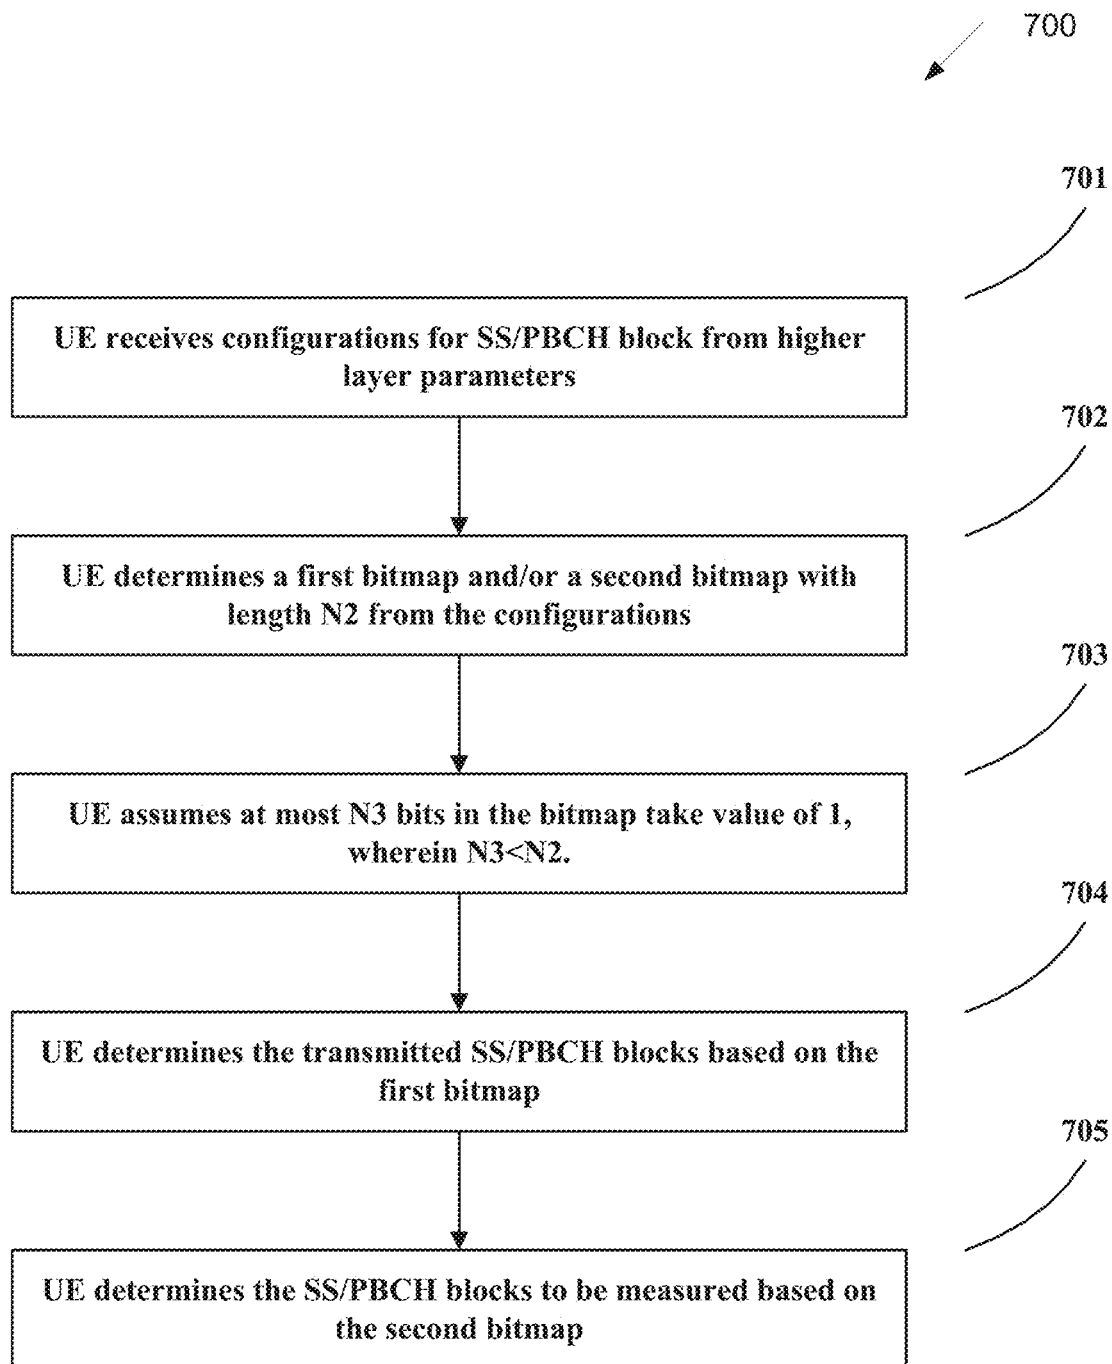 700
701
UE receives configurations for SS/PBCH block from higher
layer parameters
702
UE determines a first bitmap and/or a second bitmap with
length N2 from the configurations
703
UE assumes at most N3 bits in the bitmap take value of 1,
wherein N3<N2.
704
UE determines the transmitted SS/PBCH blocks based on the
first bitmap
705
UE determines the SS/PBCH blocks to be measured based on
the second bitmap